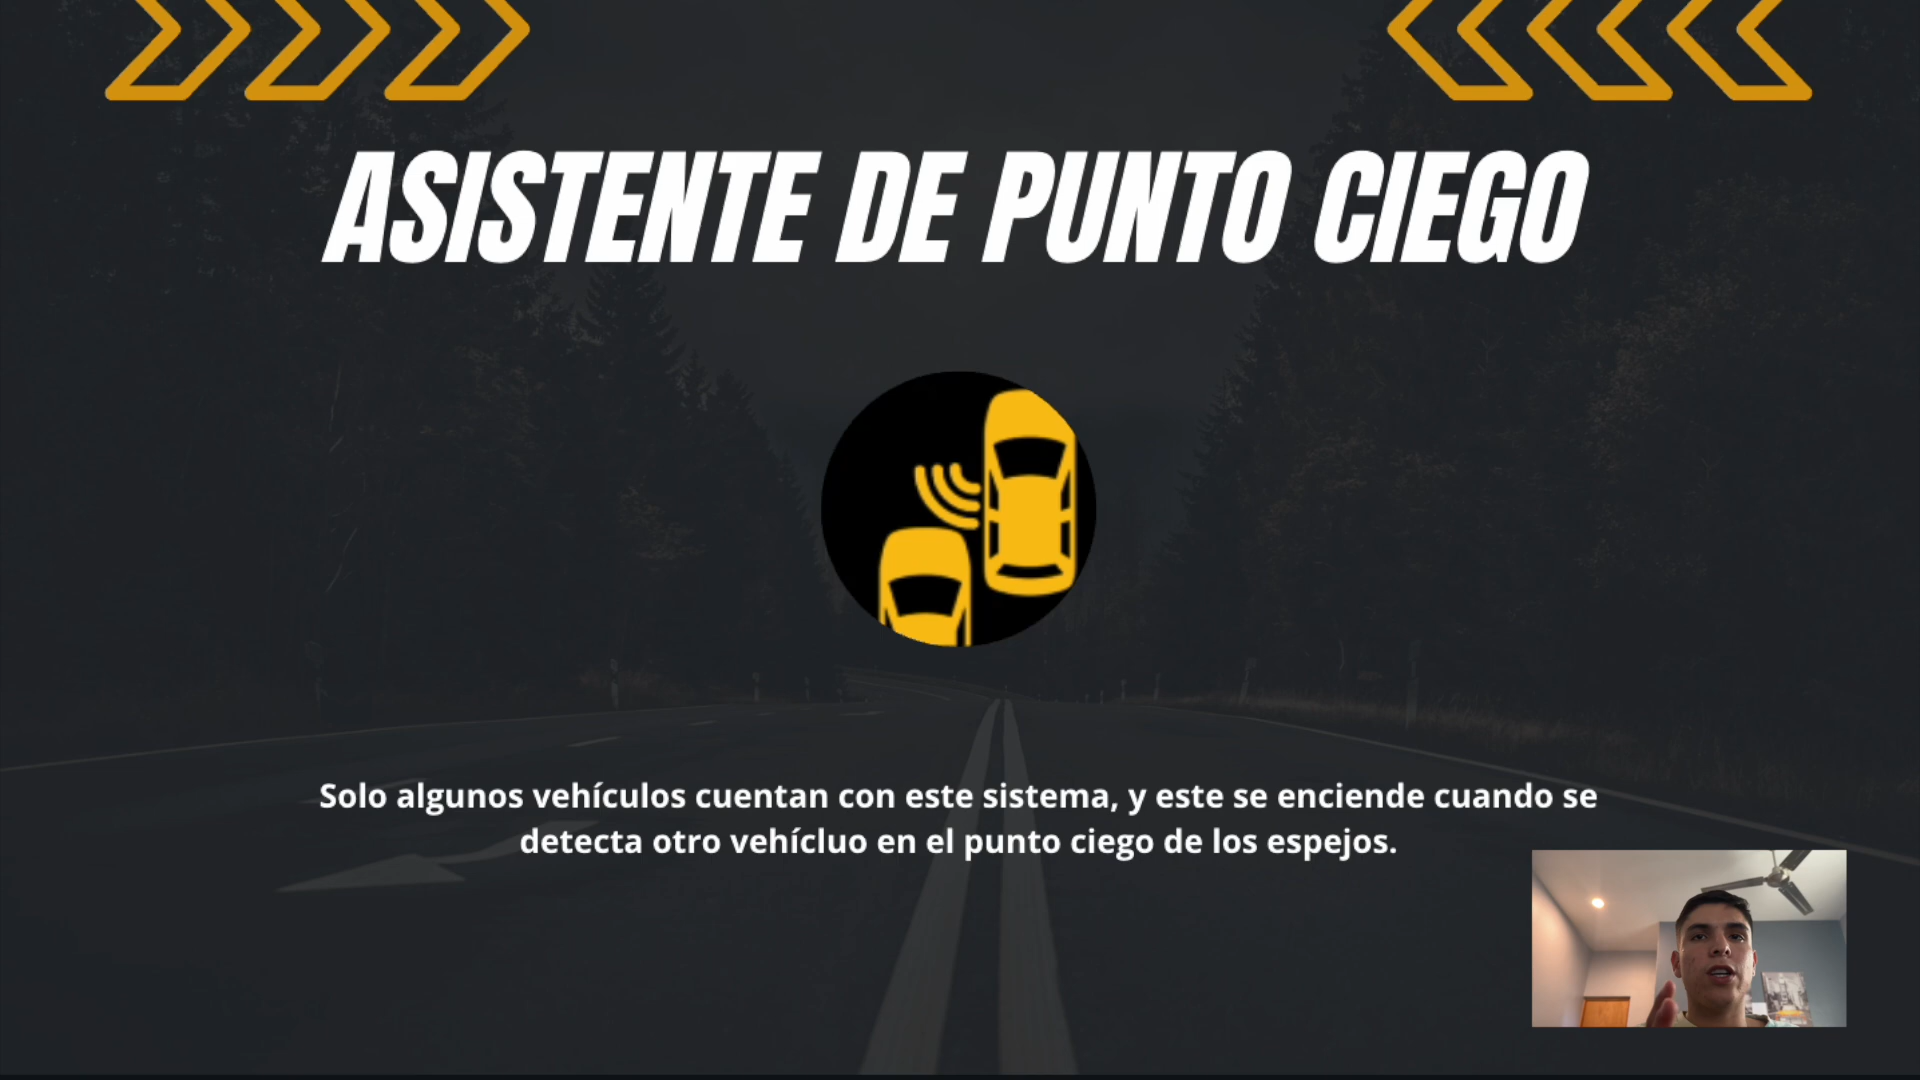 ASISTENTE DE PUNTO CIEGO
Solo algunos vehículos cuentan con este sistema, y este se enciende cuando se
detecta otro vehícluo en el punto ciego de los espejos.